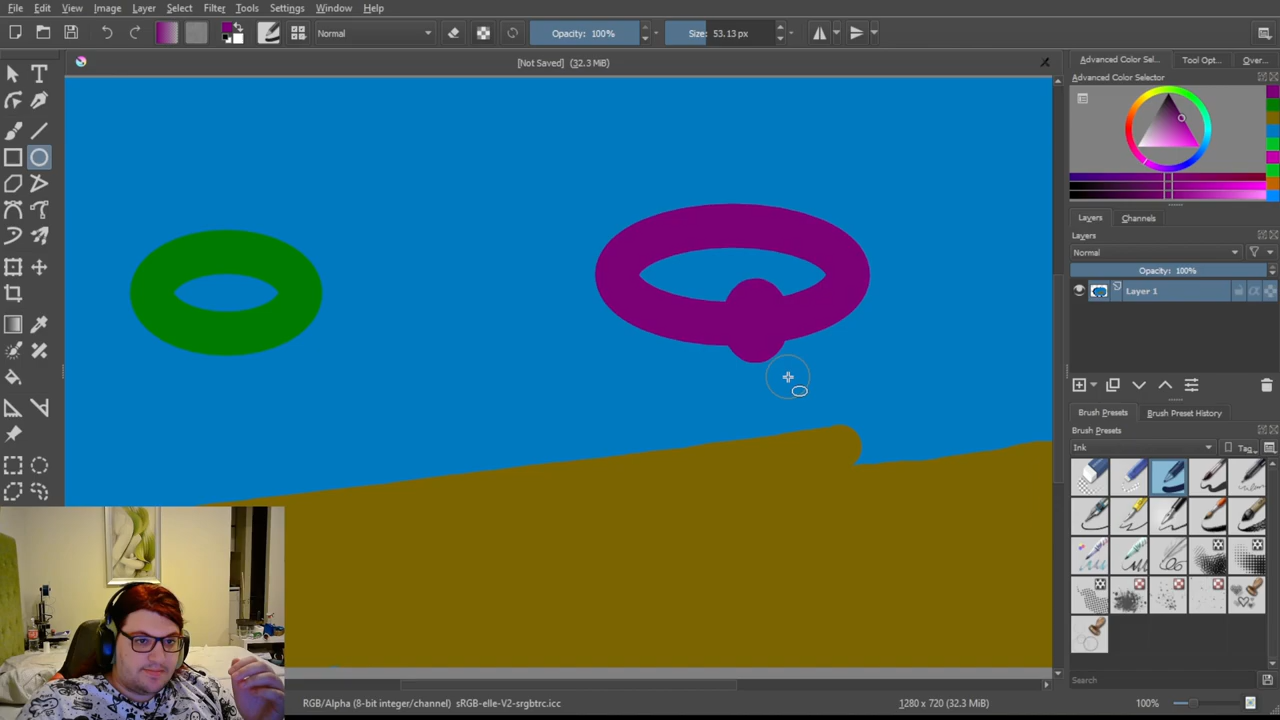 File Edit View Image Layer Select Filter Tools Settings Window Help
Normal Opacity: 100% Size: 53.13 px
[Not Saved] (32.3 MiB)
Advanced Color Sel... Tool Opt... Over...
Advanced Color Selector
Layers Channels
Layers
Normal
Opacity: 100%
Layer 1
Brush Presets Brush Preset History
Brush Presets
Ink Tag
Search
RGB/Alpha (8-bit integer/channel) sRGB-elle-V2-srgbtrc.icc 1280 x 720 (32.3 MiB) 100%